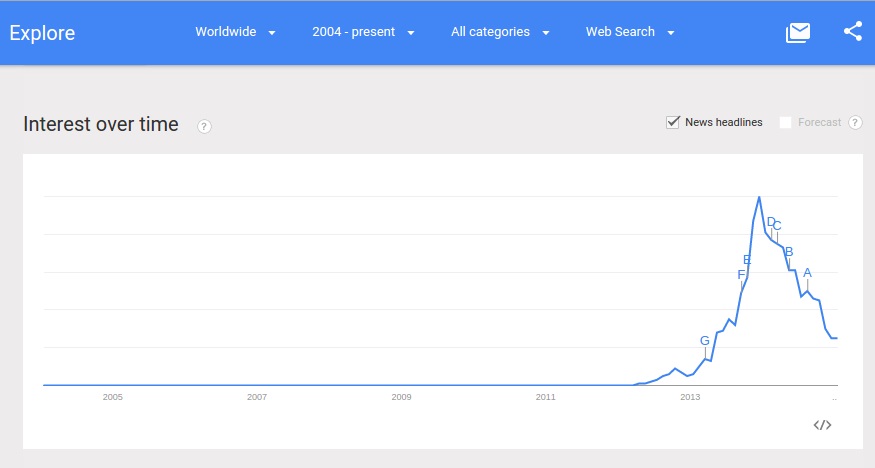 Explore Worldwide 2004 - present All categories Web Search
Interest over time ? News headlines Forecast ?
D C
B
E
F A
G
2005 2007 2009 2011 2013 ..
</>